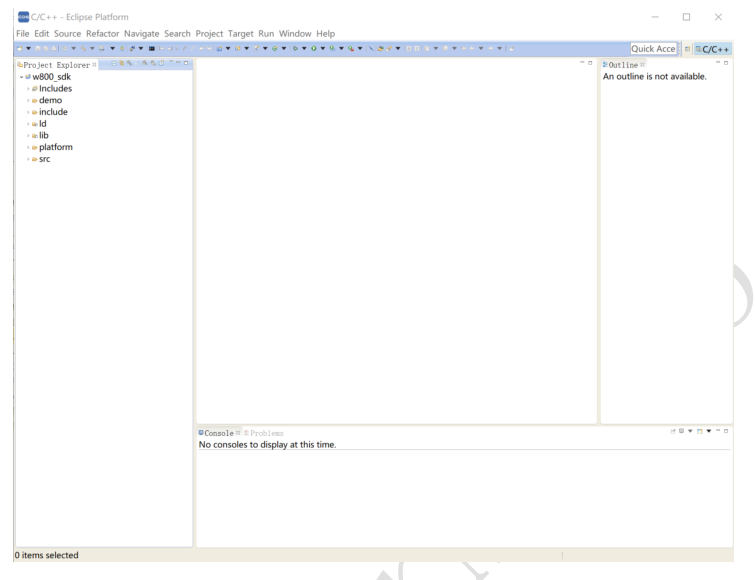 C/C++ - Eclipse Platform
File Edit Source Refactor Navigate Search Project Target Run Window Help
Quick Acce
C/C++
Project Explorer
w800_sdk
Includes
demo
include
ld
lib
platform
src
Outline
An outline is not available.
Console Problems
No consoles to display at this time.
0 items selected